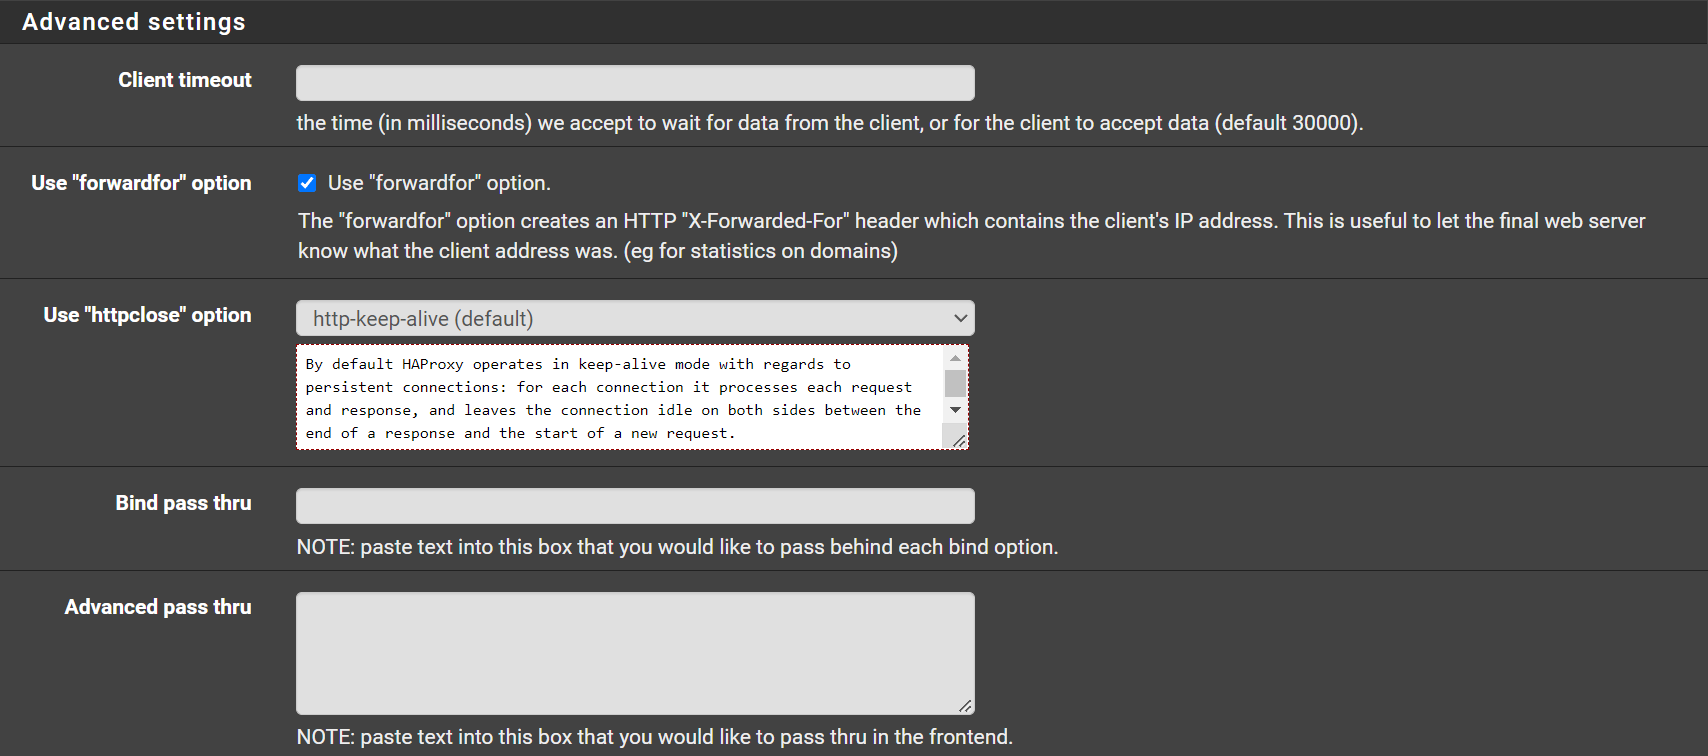 Advanced settings
Client timeout
the time (in milliseconds) we accept to wait for data from the client, or for the client to accept data (default 30000).
Use "forwardfor" option
Use "forwardfor" option.
The "forwardfor" option creates an HTTP "X-Forwarded-For" header which contains the client's IP address. This is useful to let the final web server
know what the client address was. (eg for statistics on domains)
Use "httpclose" option
http-keep-alive (default)
By default HAProxy operates in keep-alive mode with regards to
persistent connections: for each connection it processes each request
and response, and leaves the connection idle on both sides between the
end of a response and the start of a new request.
Bind pass thru
NOTE: paste text into this box that you would like to pass behind each bind option.
Advanced pass thru
NOTE: paste text into this box that you would like to pass thru in the frontend.